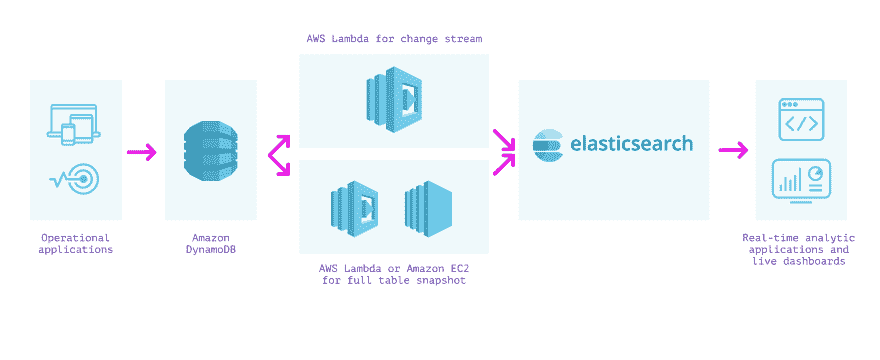 AWS Lambda for change stream
elasticsearch
Operational
applications
Amazon
DynamoDB
AWS Lambda or Amazon EC2
for full table snapshot
Real-time analytic
applications and
live dashboards